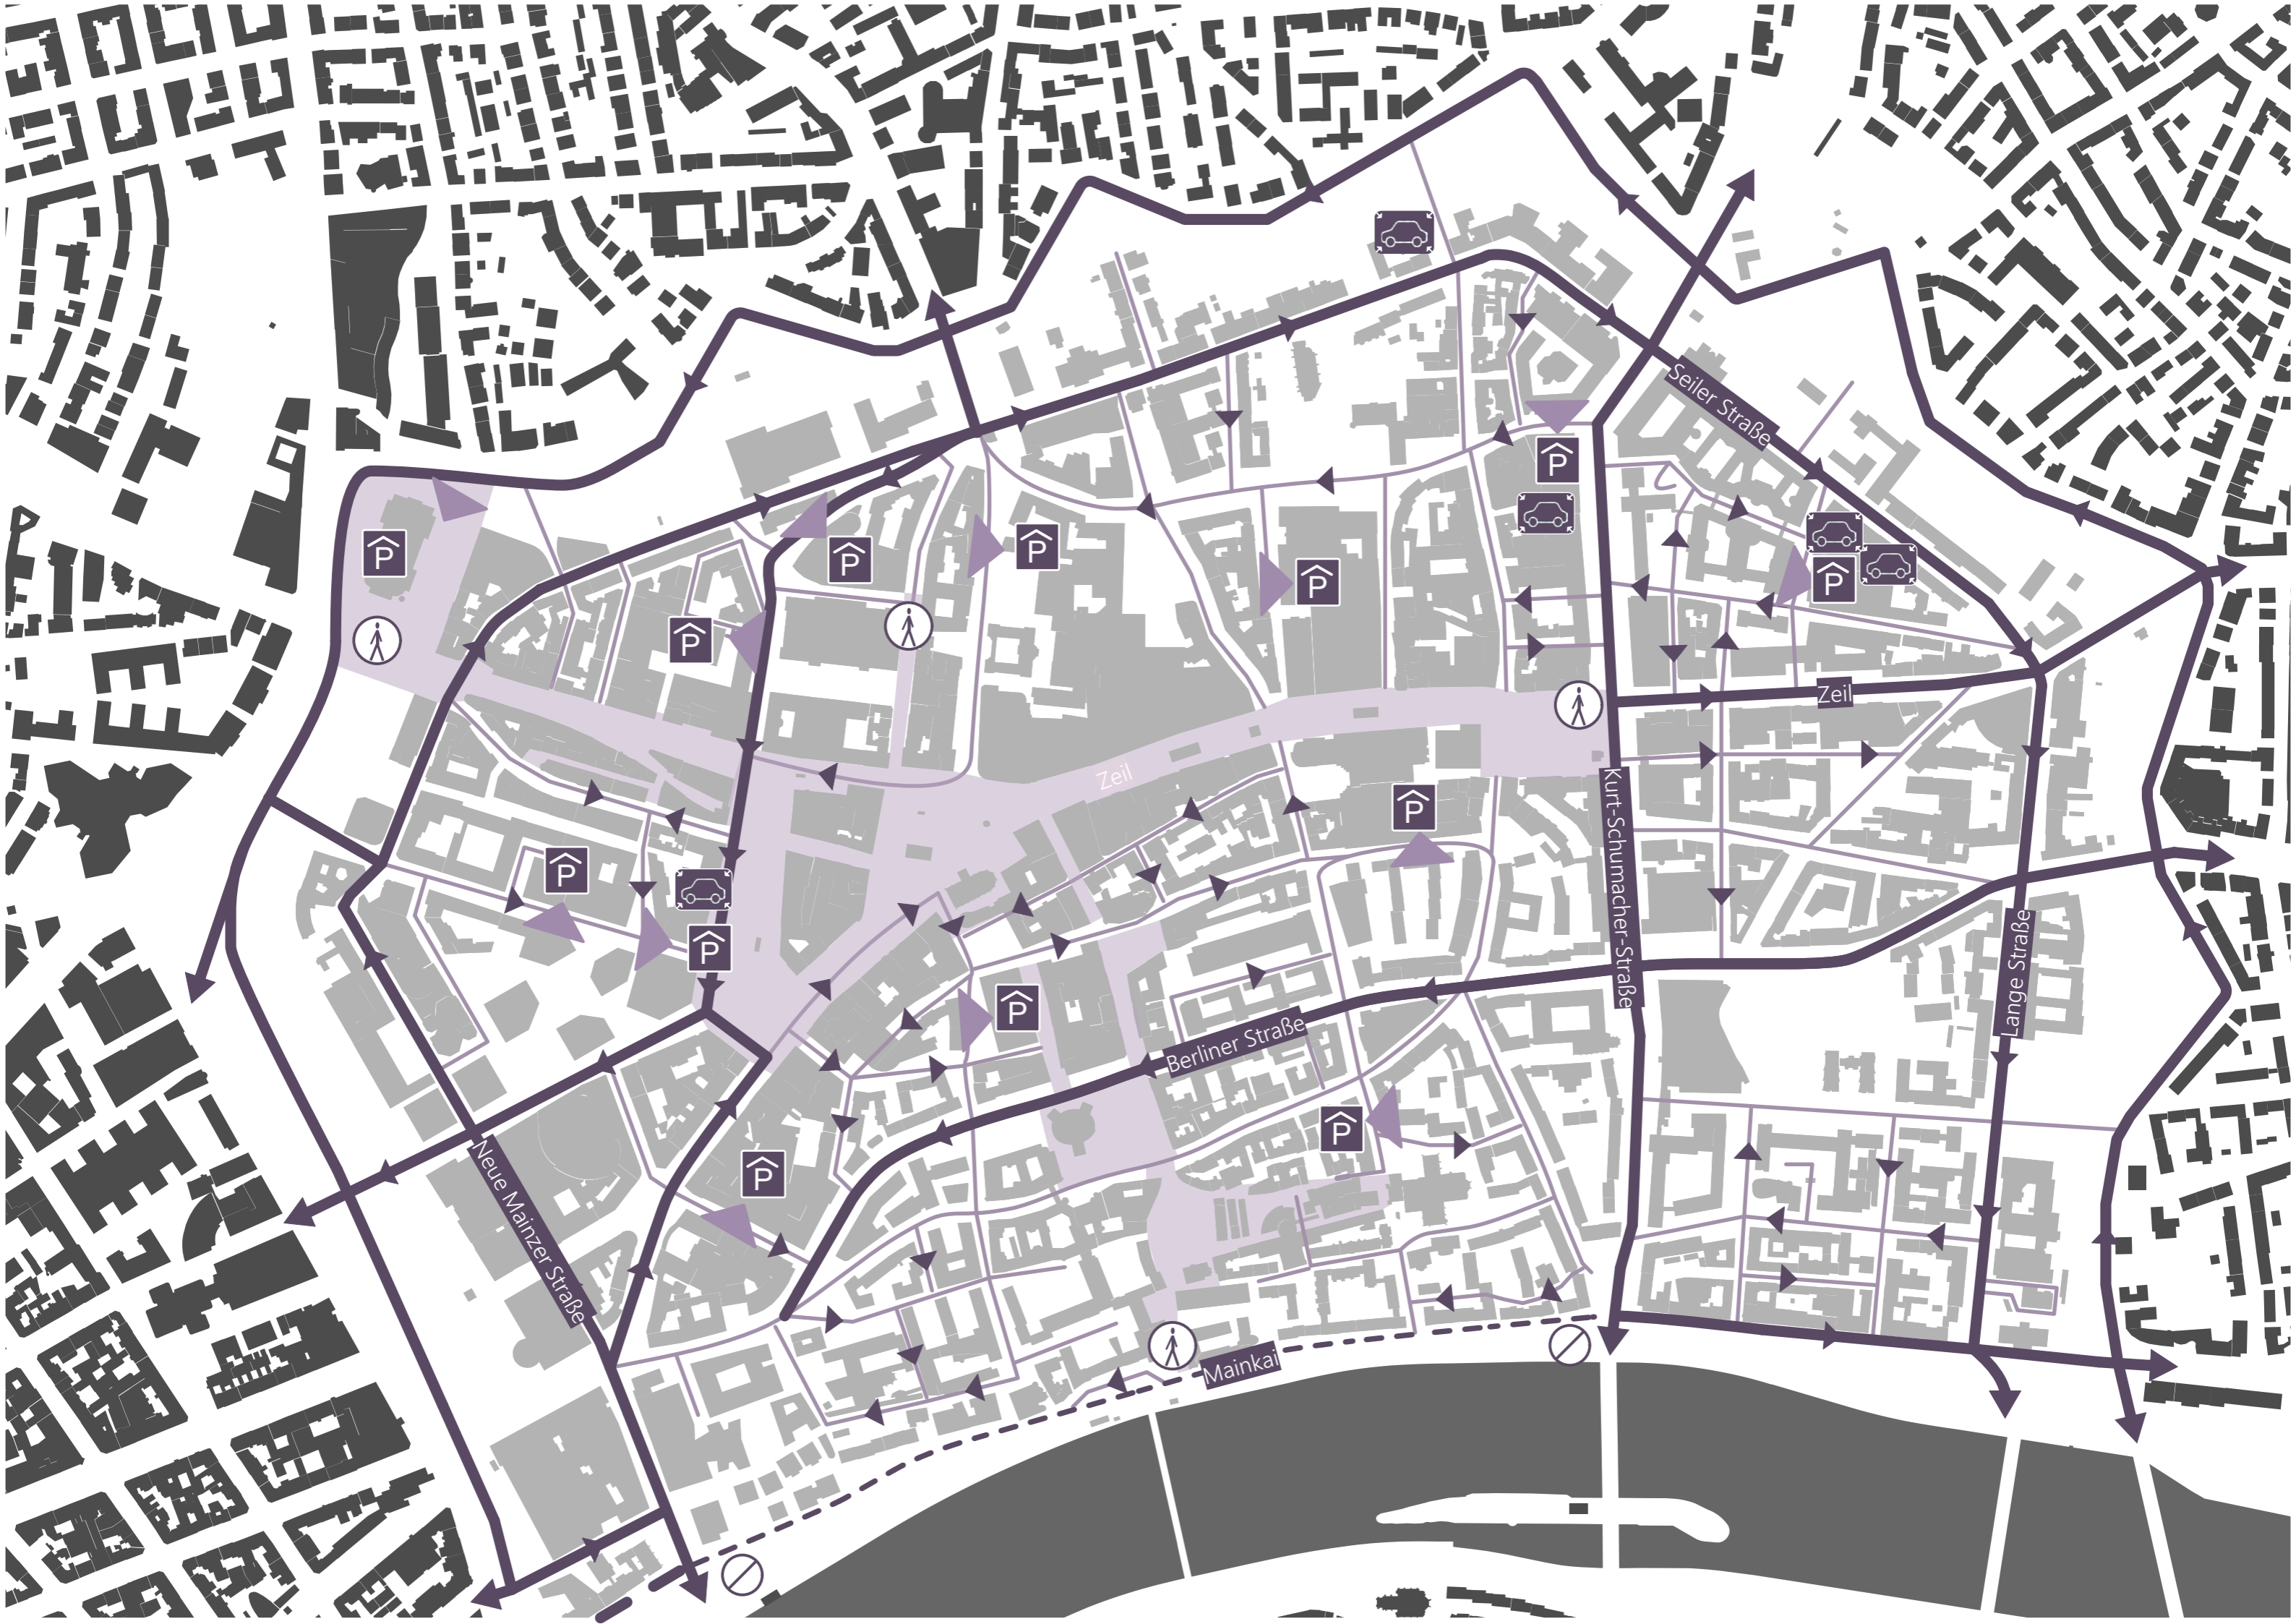 Seiler Straße
P
P
P
P
P
P
P
Zeil
Zeil
Kurt-Schumacher-Straße
P
P
P
Lange Straße
P
Berliner Straße
P
P
Neue Mainzer Straße
Mainkai